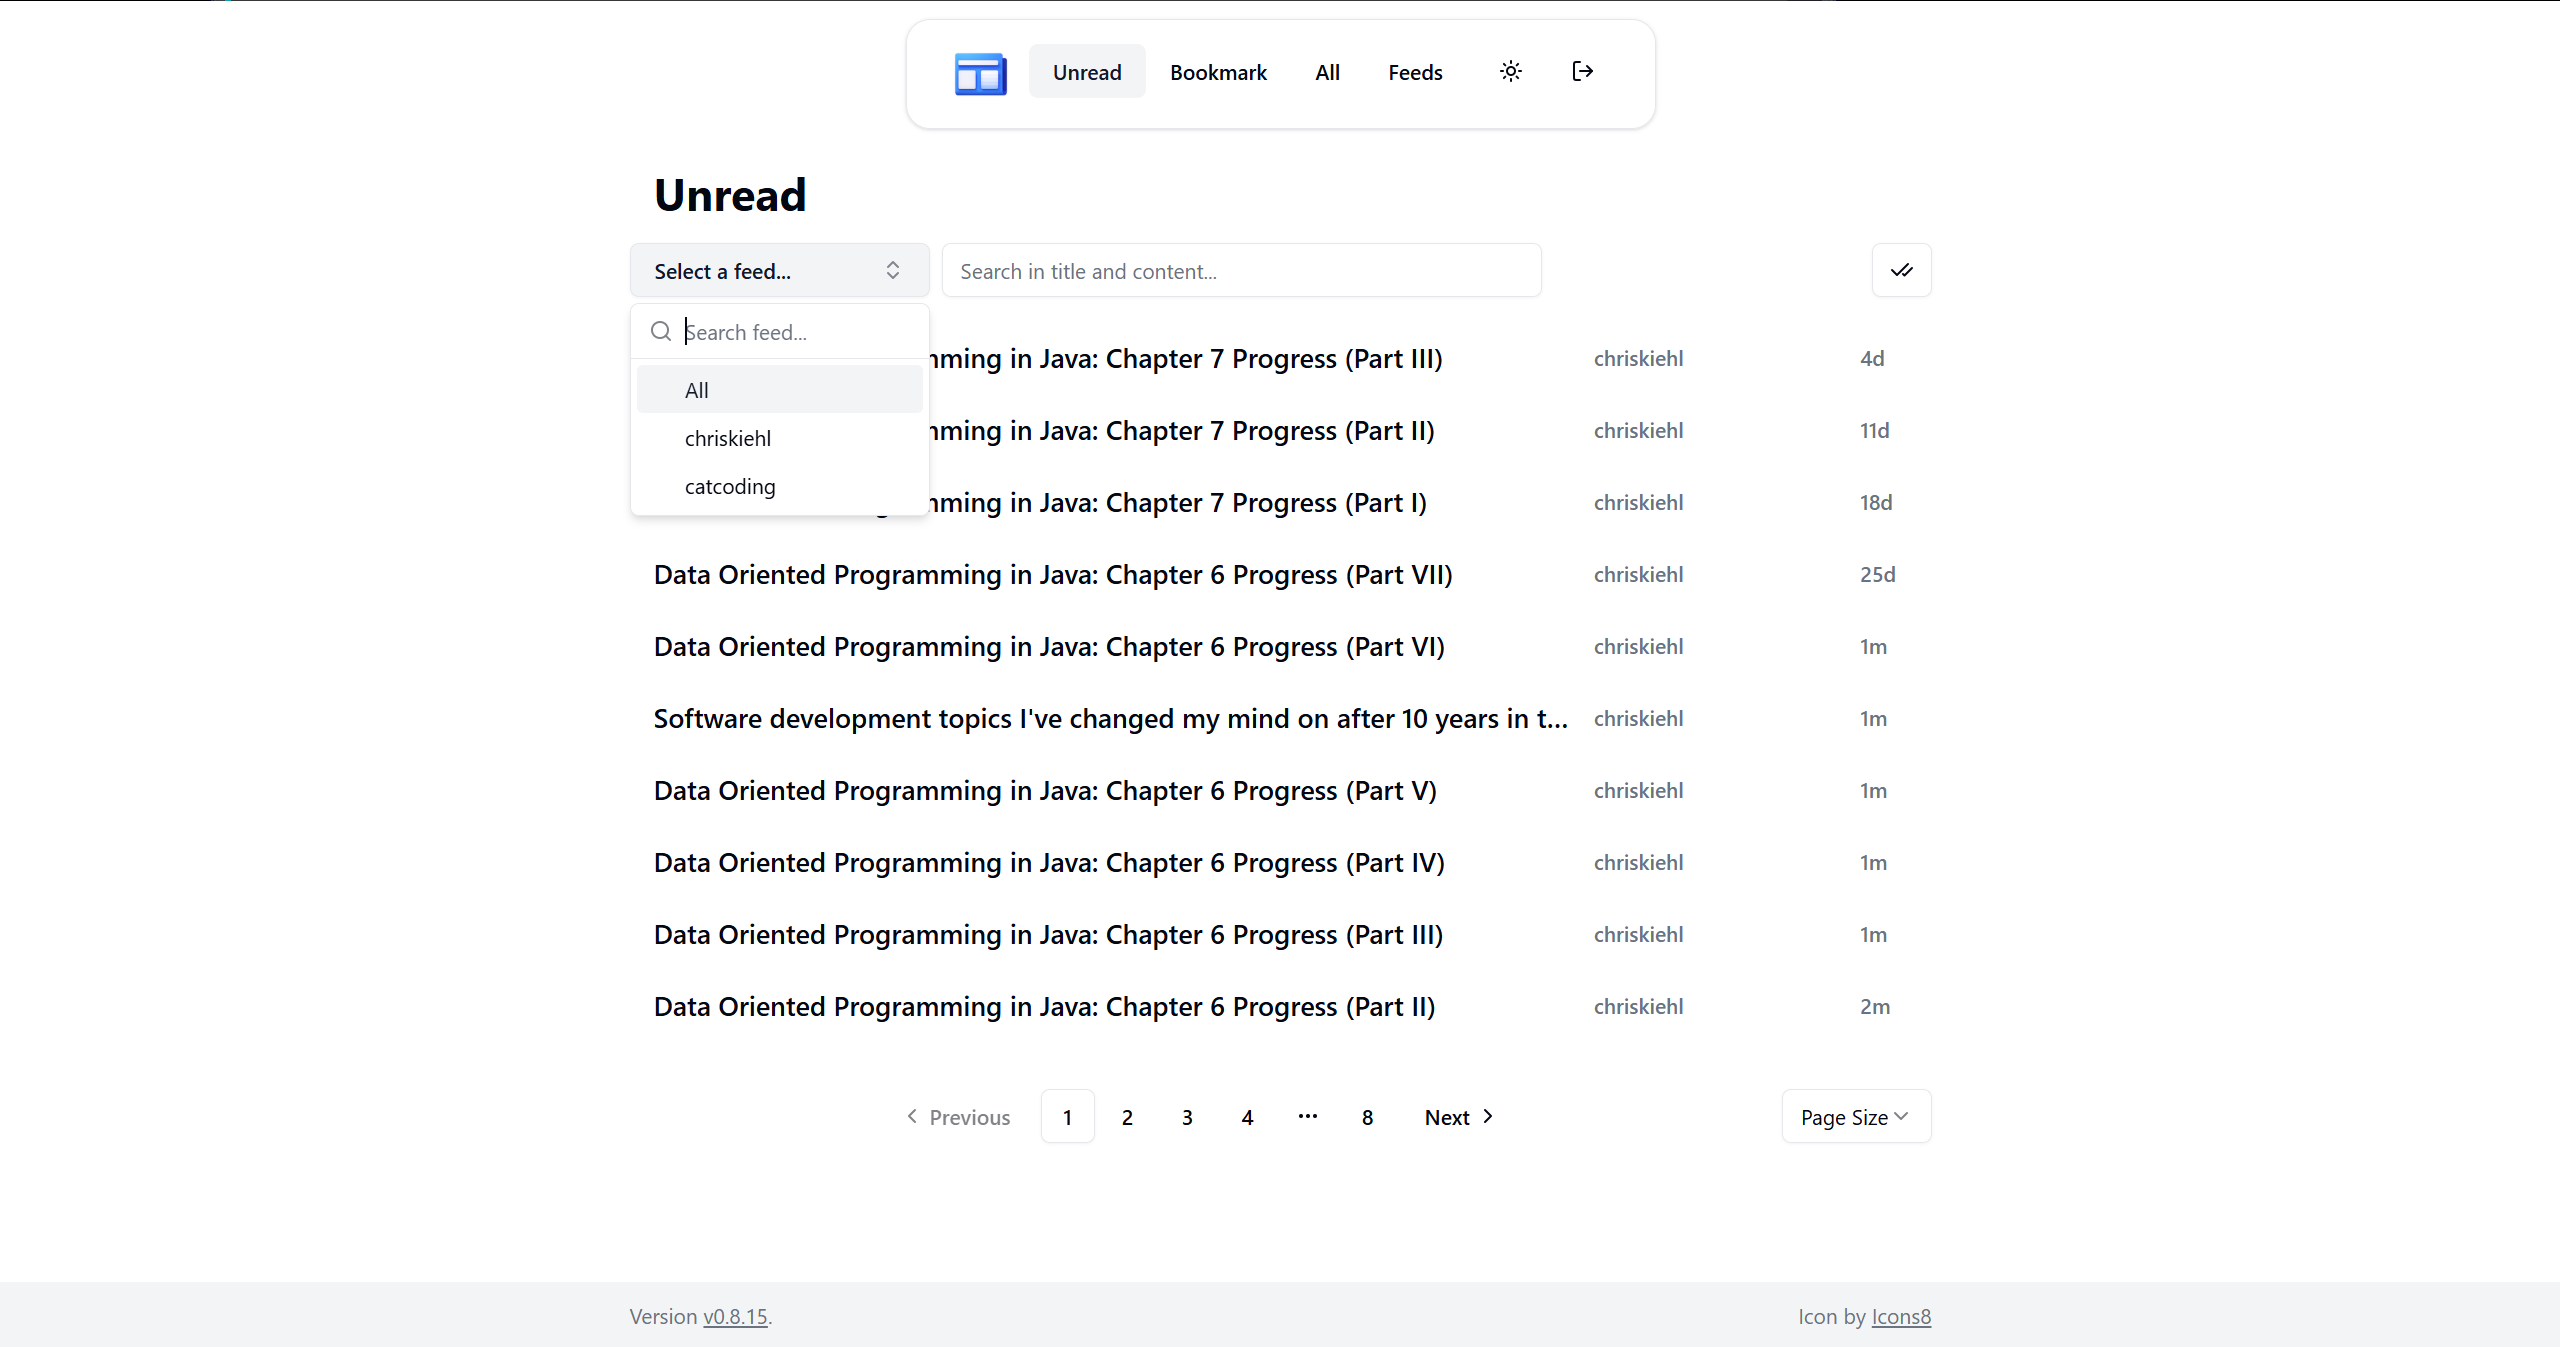 Unread Bookmark All Feeds
Unread
Select a feed... Search in title and content...
Search feed...
All
chriskiehl
catcoding
mming in Java: Chapter 7 Progress (Part III) chriskiehl 4d
mming in Java: Chapter 7 Progress (Part II) chriskiehl 11d
mming in Java: Chapter 7 Progress (Part I) chriskiehl 18d
Data Oriented Programming in Java: Chapter 6 Progress (Part VII) chriskiehl 25d
Data Oriented Programming in Java: Chapter 6 Progress (Part VI) chriskiehl 1m
Software development topics I've changed my mind on after 10 years in t... chriskiehl 1m
Data Oriented Programming in Java: Chapter 6 Progress (Part V) chriskiehl 1m
Data Oriented Programming in Java: Chapter 6 Progress (Part IV) chriskiehl 1m
Data Oriented Programming in Java: Chapter 6 Progress (Part III) chriskiehl 1m
Data Oriented Programming in Java: Chapter 6 Progress (Part II) chriskiehl 2m
Previous 1 2 3 4 ... 8 Next Page Size
Version v0.8.15. Icon by Icons8